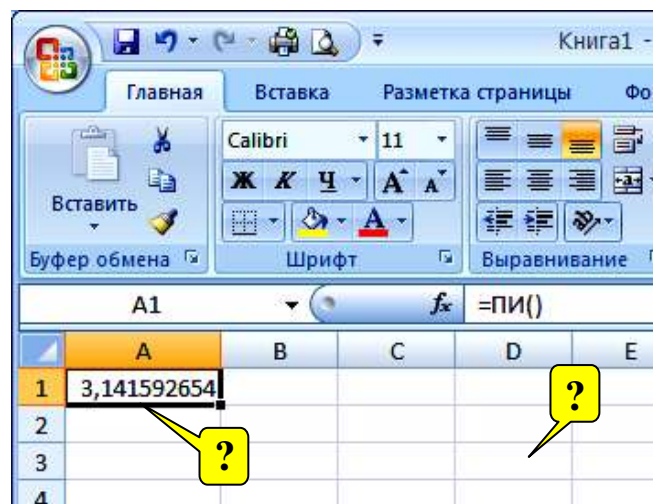 Книга1 -
Главная Вставка Разметка страницы Фо
Calibri 11
Вставить
Ж К Ч A A
А
Буфер обмена Шрифт Выравнивание
A1 fx =ПИ()
A B C D E
1 3,141592654 ?
2
3 ?
4